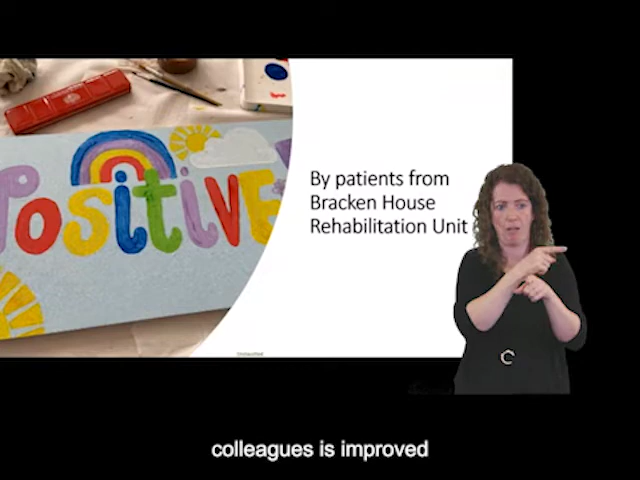 Positive
By patients from
Bracken House
Rehabilitation Unit
colleagues is improved